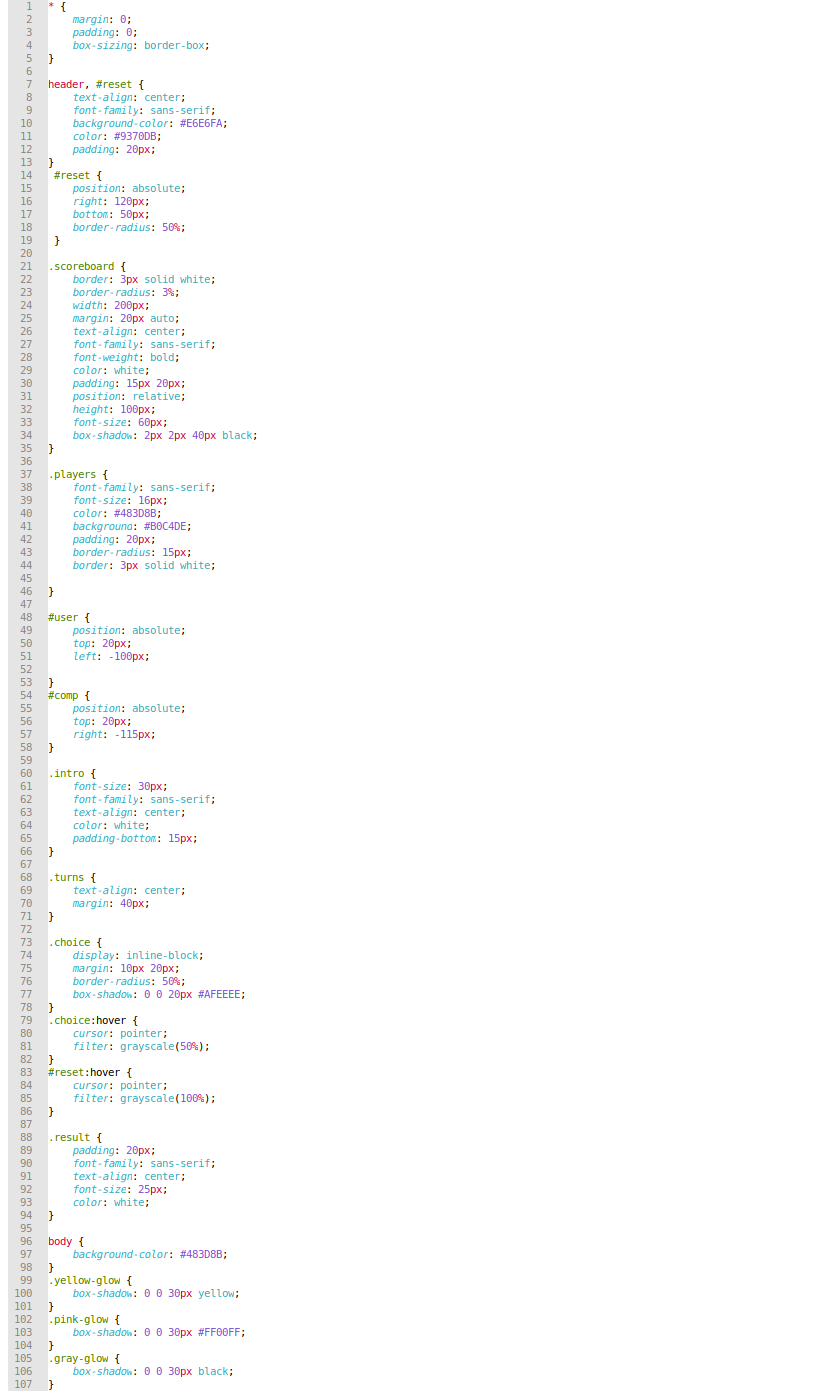 1 * {
2 margin: 0;
3 padding: 0;
4 box-sizing: border-box;
5 }
6
7 header, #reset {
8 text-align: center;
9 font-family: sans-serif;
10 background-color: #E6E6FA;
11 color: #9370DB;
12 padding: 20px;
13 }
14 #reset {
15 position: absolute;
16 right: 120px;
17 bottom: 50px;
18 border-radius: 50%;
19 }
20
21 .scoreboard {
22 border: 3px solid white;
23 border-radius: 3%;
24 width: 200px;
25 margin: 20px auto;
26 text-align: center;
27 font-family: sans-serif;
28 font-weight: bold;
29 color: white;
30 padding: 15px 20px;
31 position: relative;
32 height: 100px;
33 font-size: 60px;
34 box-shadow: 2px 2px 40px black;
35 }
36
37 .players {
38 font-family: sans-serif;
39 font-size: 16px;
40 color: #483D8B;
41 background: #B0C4DE;
42 padding: 20px;
43 border-radius: 15px;
44 border: 3px solid white;
45
46 }
47
48 #user {
49 position: absolute;
50 top: 20px;
51 left: -100px;
52
53 }
54 #comp {
55 position: absolute;
56 top: 20px;
57 right: -115px;
58 }
59
60 .intro {
61 font-size: 30px;
62 font-family: sans-serif;
63 text-align: center;
64 color: white;
65 padding-bottom: 15px;
66 }
67
68 .turns {
69 text-align: center;
70 margin: 40px;
71 }
72
73 .choice {
74 display: inline-block;
75 margin: 10px 20px;
76 border-radius: 50%;
77 box-shadow: 0 0 20px #AFEEEE;
78 }
79 .choice:hover {
80 cursor: pointer;
81 filter: grayscale(50%);
82 }
83 #reset:hover {
84 cursor: pointer;
85 filter: grayscale(100%);
86 }
87
88 .result {
89 padding: 20px;
90 font-family: sans-serif;
91 text-align: center;
92 font-size: 25px;
93 color: white;
94 }
95
96 body {
97 background-color: #483D8B;
98 }
99 .yellow-glow {
100 box-shadow: 0 0 30px yellow;
101 }
102 .pink-glow {
103 box-shadow: 0 0 30px #FF00FF;
104 }
105 .gray-glow {
106 box-shadow: 0 0 30px black;
107 }